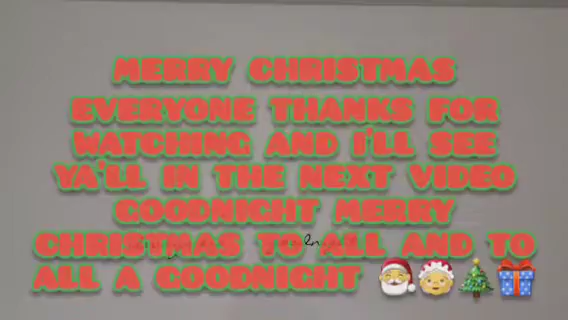 MERRY CHRISTMAS
EVERYONE THANKS FOR
WATCHING AND I'LL SEE
YA'LL IN THE NEXT VIDEO
GOODNIGHT MERRY
CHRISTMAS TO ALL AND TO
ALL A GOODNIGHT 🎅🤶🎄🎁